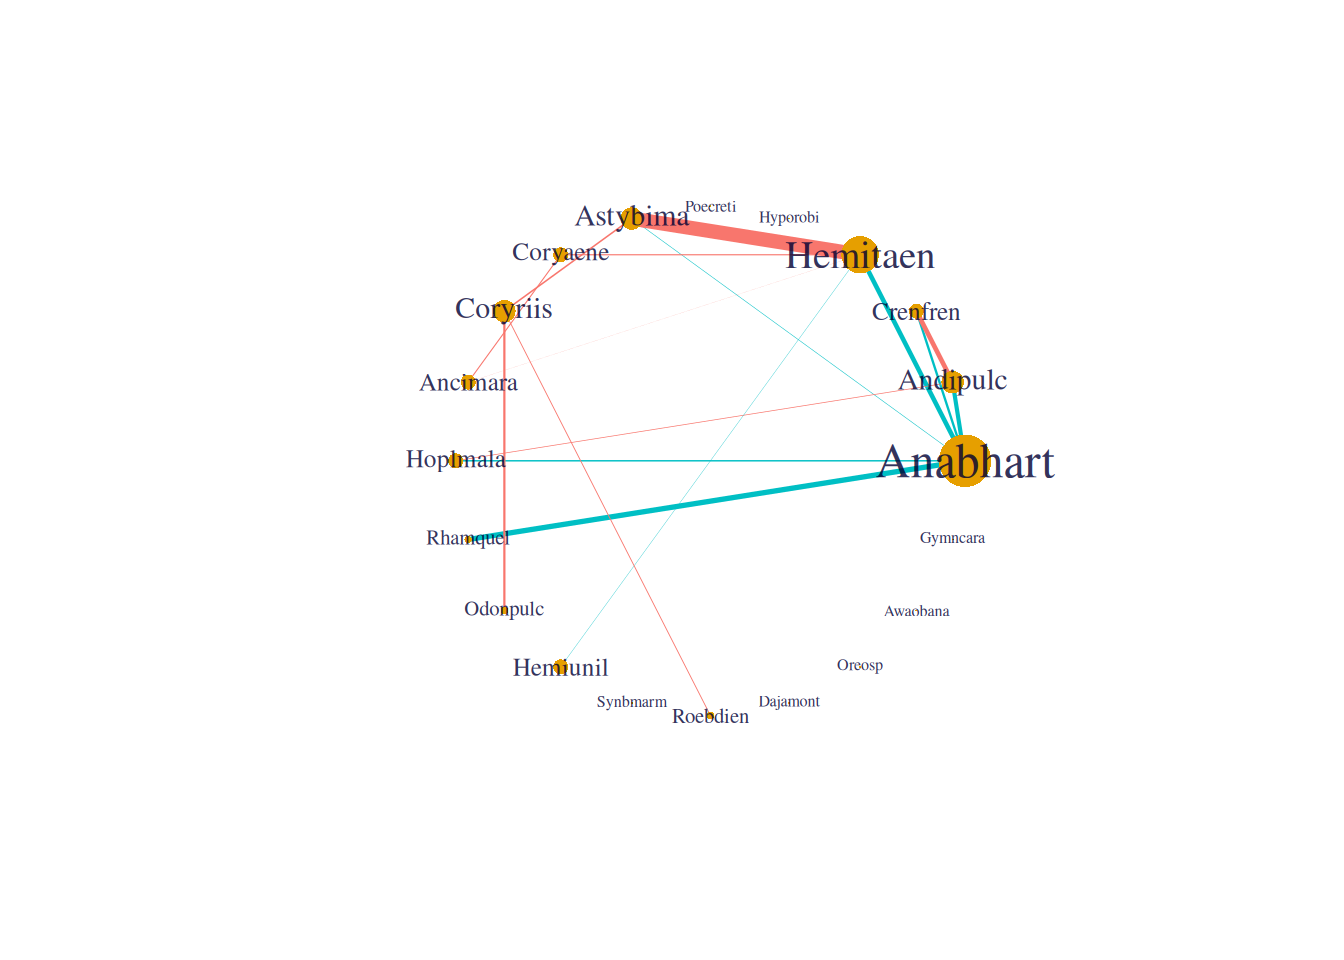 Poecreti
Astybima
Hyporobi
Coryaene
Hemitaen
Coryriis
Crenfren
Ancimara
Andipulc
Hoplmala
Anabhart
Rhamquel
Gymncara
Odonpulc
Awaobana
Hemiunil
Oreosp
Synbmarm
Dajamont
Roebdien